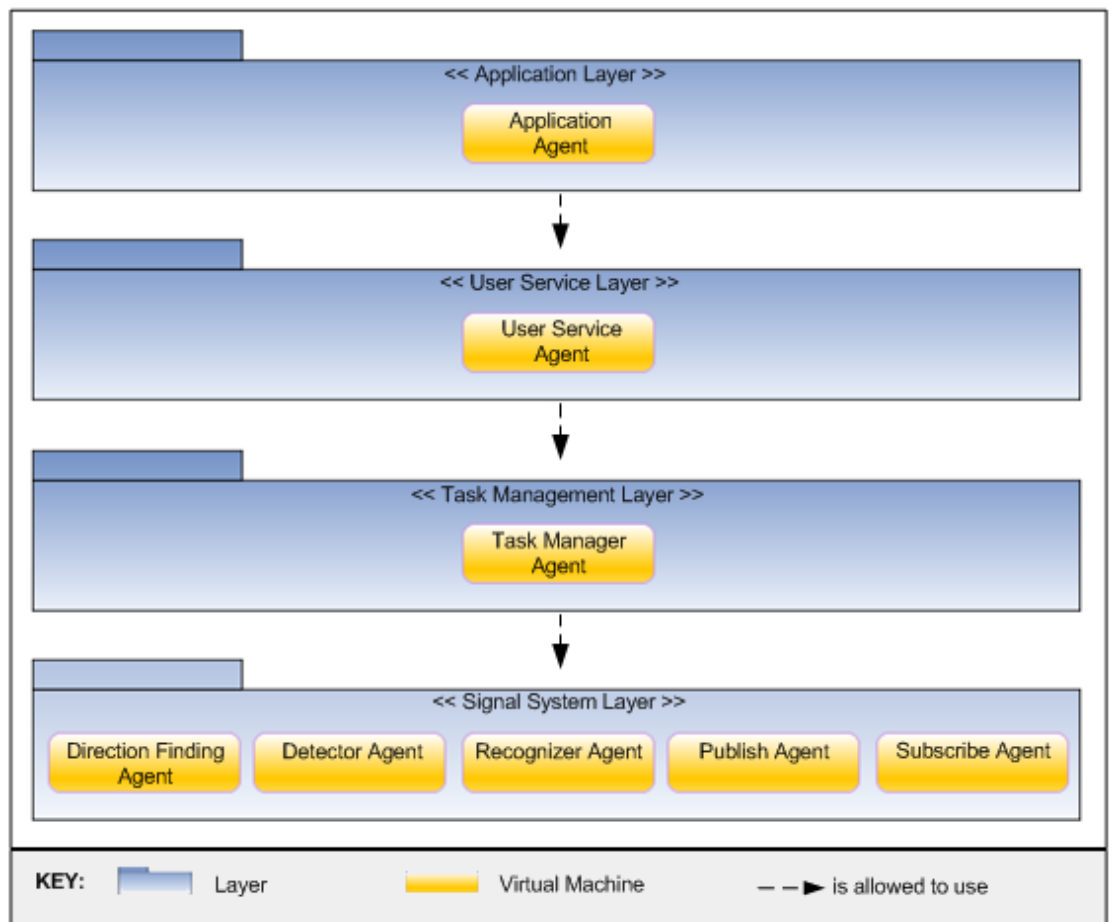 << Application Layer >>
Application
Agent
<< User Service Layer >>
User Service
Agent
<< Task Management Layer >>
Task Manager
Agent
<< Signal System Layer >>
Direction Finding
Agent
Detector Agent
Recognizer Agent
Publish Agent
Subscribe Agent
KEY:
Layer
Virtual Machine
is allowed to use